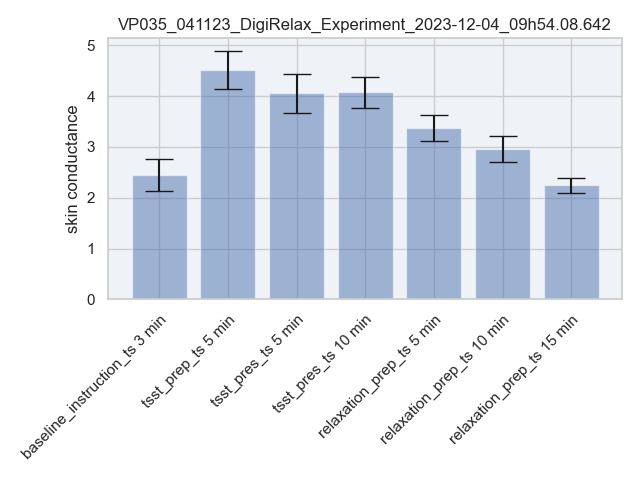 VP035_041123_DigiRelax_Experiment_2023-12-04_09h54.08.642
skin conductance
5
4
3
2
1
0
baseline_instruction_ts 3 min
tsst_prep_ts 5 min
tsst_pres_ts 5 min
tsst_pres_ts 10 min
relaxation_prep_ts 5 min
relaxation_prep_ts 10 min
relaxation_prep_ts 15 min